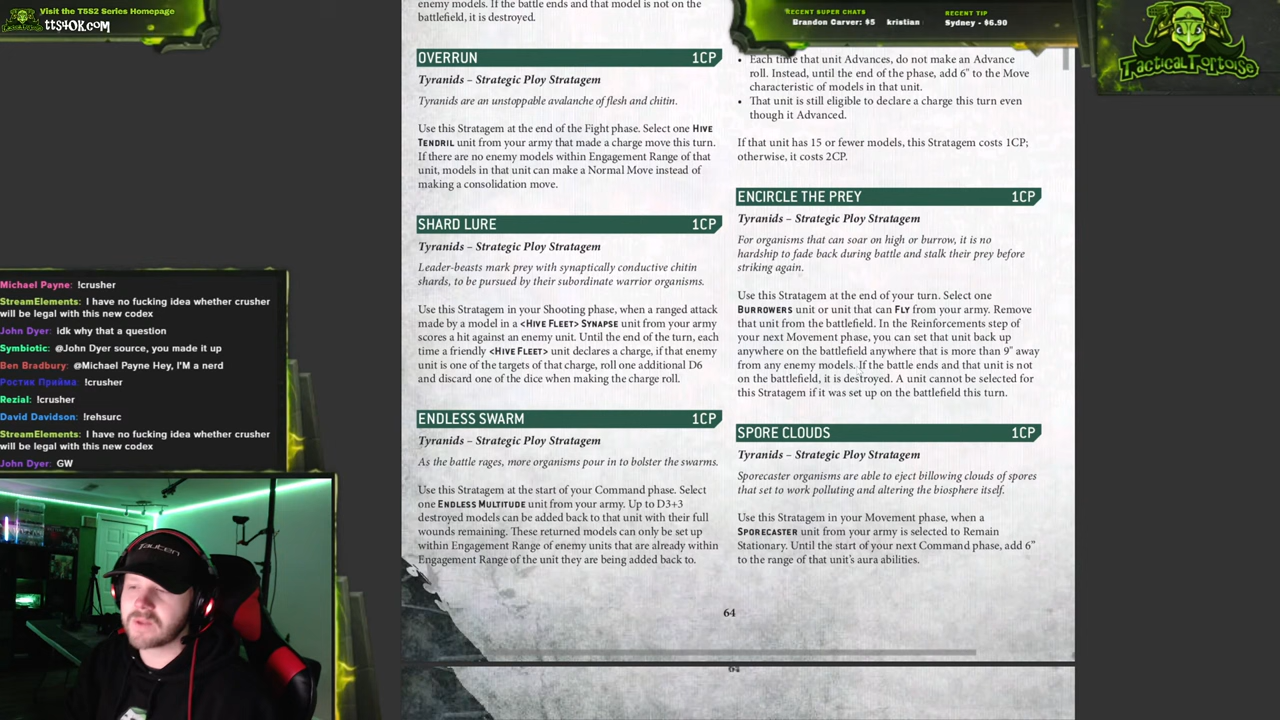 Visit the T5S2 Series Homepage
tts40k.com
RECENT SUPER CHATS
Brandon Carver: $5 kristian
RECENT TIP
Sydney - $6.90
TacticalTortoise
enemy models. If the battle ends and that model is not on the
battlefield, it is destroyed.
OVERRUN 1CP
Tyranids – Strategic Ploy Stratagem
Tyranids are an unstoppable avalanche of flesh and chitin.
Use this Stratagem at the end of the Fight phase. Select one HIVE
TENDRIL unit from your army that made a charge move this turn.
If there are no enemy models within Engagement Range of that
unit, models in that unit can make a Normal Move instead of
making a consolidation move.
SHARD LURE 1CP
Tyranids – Strategic Ploy Stratagem
Leader-beasts mark prey with synaptically conductive chitin
shards, to be pursued by their subordinate warrior organisms.
Use this Stratagem in your Shooting phase, when a ranged attack
made by a model in a <HIVE FLEET> SYNAPSE unit from your army
scores a hit against an enemy unit. Until the end of the turn, each
time a friendly <HIVE FLEET> unit declares a charge, if that enemy
unit is one of the targets of that charge, roll one additional D6
and discard one of the dice when making the charge roll.
ENDLESS SWARM 1CP
Tyranids – Strategic Ploy Stratagem
As the battle rages, more organisms pour in to bolster the swarms.
Use this Stratagem at the start of your Command phase. Select
one ENDLESS MULTITUDE unit from your army. Up to D3+3
destroyed models can be added back to that unit with their full
wounds remaining. These returned models can only be set up
within Engagement Range of enemy units that are already within
Engagement Range of the unit they are being added back to.
• Each time that unit Advances, do not make an Advance
roll. Instead, until the end of the phase, add 6" to the Move
characteristic of models in that unit.
• That unit is still eligible to declare a charge this turn even
though it Advanced.
If that unit has 15 or fewer models, this Stratagem costs 1CP;
otherwise, it costs 2CP.
ENCIRCLE THE PREY 1CP
Tyranids – Strategic Ploy Stratagem
For organisms that can soar on high or burrow, it is no
hardship to fade back during battle and stalk their prey before
striking again.
Use this Stratagem at the end of your turn. Select one
BURROWERS unit or unit that can FLY from your army. Remove
that unit from the battlefield. In the Reinforcements step of
your next Movement phase, you can set that unit back up
anywhere on the battlefield anywhere that is more than 9" away
from any enemy models. If the battle ends and that unit is not
on the battlefield, it is destroyed. A unit cannot be selected for
this Stratagem if it was set up on the battlefield this turn.
SPORE CLOUDS 1CP
Tyranids – Strategic Ploy Stratagem
Sporecaster organisms are able to eject billowing clouds of spores
that set to work polluting and altering the biosphere itself.
Use this Stratagem in your Movement phase, when a
SPORECASTER unit from your army is selected to Remain
Stationary. Until the start of your next Command phase, add 6"
to the range of that unit's aura abilities.
64
64
Michael Payne: !crusher
StreamElements: I have no fucking idea whether crusher
will be legal with this new codex
John Dyer: idk why that a question
Symbiotic: @John Dyer source, you made it up
Ben Bradbury: @Michael Payne Hey, I'M a nerd
Ростик Прийма: !crusher
Rezial: !crusher
David Davidson: !rehsurc
StreamElements: I have no fucking idea whether crusher
will be legal with this new codex
John Dyer: GW